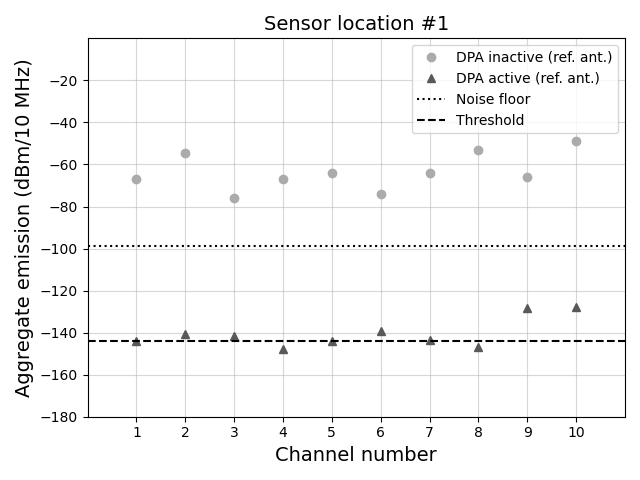 Sensor location #1
DPA inactive (ref. ant.)
DPA active (ref. ant.)
Noise floor
Threshold
Aggregate emission (dBm/10 MHz)
−20
−40
−60
−80
−100
−120
−140
−160
−180
1 2 3 4 5 6 7 8 9 10
Channel number